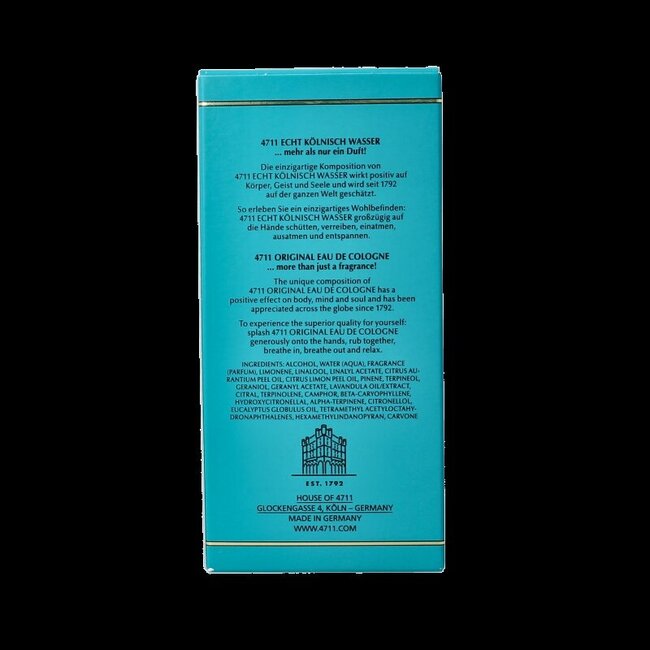 4711 ECHT KÖLNISCH WASSER
... mehr als nur ein Duft!
Die einzigartige Komposition von
4711 ECHT KÖLNISCH WASSER wirkt positiv auf
Körper, Geist und Seele und wird seit 1792
auf der ganzen Welt geschätzt.
So erleben Sie ein einzigartiges Wohlbefinden:
4711 ECHT KÖLNISCH WASSER großzügig auf
die Hände schütten, verreiben, einatmen,
ausatmen und entspannen.
4711 ORIGINAL EAU DE COLOGNE
... more than just a fragrance!
The unique composition of
4711 ORIGINAL EAU DE COLOGNE has a
positive effect on body, mind and soul and has been
appreciated across the globe since 1792.
To experience the superior quality for yourself:
splash 4711 ORIGINAL EAU DE COLOGNE
generously onto the hands, rub together,
breathe in, breathe out and relax.
INGREDIENTS: ALCOHOL, WATER (AQUA), FRAGRANCE
(PARFUM), LIMONENE, LINALOOL, LINALYL ACETATE, CITRUS AU-
RANTIUM PEEL OIL, CITRUS LIMON PEEL OIL, PINENE, TERPINEOL,
GERANIOL, GERANYL ACETATE, LAVANDULA OIL/EXTRACT,
CITRAL, TERPINOLENE, CAMPHOR, BETA-CARYOPHYLLENE,
HYDROXYCITRONELLAL, ALPHA-TERPINENE, CITRONELLOL,
EUCALYPTUS GLOBULUS OIL, TETRAMETHYL ACETYLOCTAHY-
DRONAPHTHALENES, HEXAMETHYLINDANOPYRAN, CARVONE
EST. 1792
HOUSE OF 4711
GLOCKENGASSE 4, KÖLN – GERMANY
MADE IN GERMANY
WWW.4711.COM